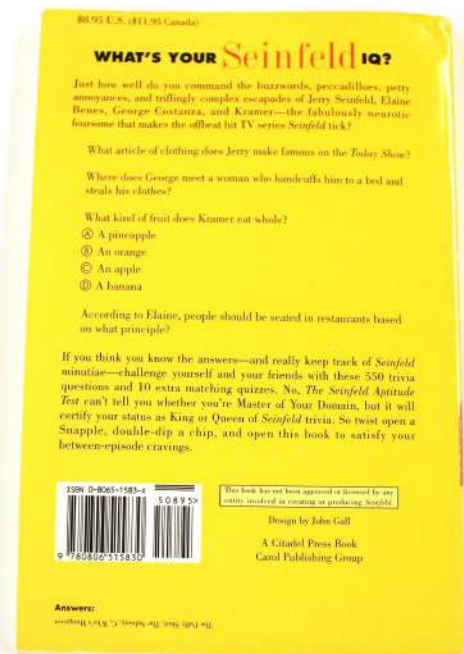 $8.95 U.S. ($11.95 Canada)
WHAT'S YOUR Seinfeld IQ?
Just how well do you command the buzzwords, peccadilloes, petty
annoyances, and triflingly complex escapades of Jerry Seinfeld, Elaine
Benes, George Costanza, and Kramer—the fabulously neurotic
foursome that makes the offbeat hit TV series Seinfeld tick?
What article of clothing does Jerry make famous on the Today Show?
Where does George meet a woman who handcuffs him to a bed and
steals his clothes?
What kind of fruit does Kramer eat whole?
Ⓐ A pineapple
Ⓑ An orange
Ⓒ An apple
Ⓓ A banana
According to Elaine, people should be seated in restaurants based
on what principle?
If you think you know the answers—and really keep track of Seinfeld
minutiae—challenge yourself and your friends with these 550 trivia
questions and 10 extra matching quizzes. No, The Seinfeld Aptitude
Test can't tell you whether you're Master of Your Domain, but it will
certify your status as King or Queen of Seinfeld trivia. So twist open a
Snapple, double-dip a chip, and open this book to satisfy your
between-episode cravings.
ISBN 0-8065-1583-
50895>
9 780806 515830
This book has not been approved or licensed by any
entity involved in creating or producing Seinfeld.
Design by John Gall
A Citadel Press Book
Carol Publishing Group
Answers:
The Puffy Shirt, The Subway, C, Who's Hungriest